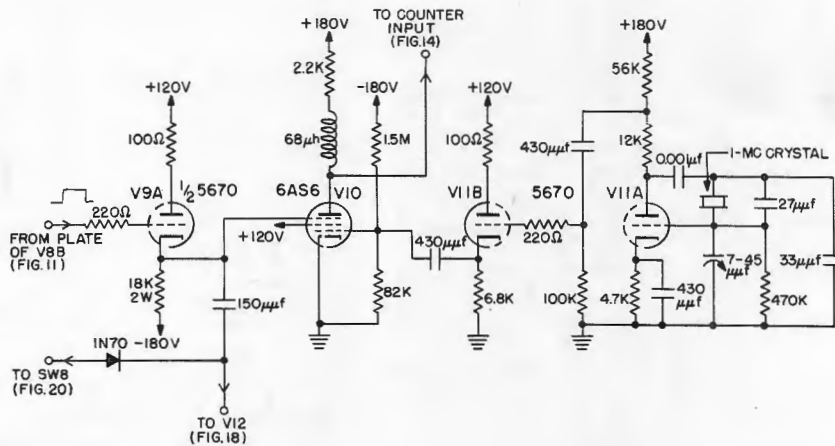 TO COUNTER
INPUT
(FIG.14)
+180V
+180V
2.2K
56K
+120V
-180V
+120V
100Ω
68μh
1.5M
100Ω
430μμf
12K
0.001μf
1-MC CRYSTAL
V9A
1/2 5670
6AS6
V10
V11B
5670
V11A
27μμf
220Ω
+120V
430μμf
220Ω
FROM PLATE
OF V8B
(FIG.11)
7-45
μμf
33μμf
18K
2W
150μμf
82K
6.8K
100K
4.7K
430
μμf
470K
1N70
-180V
TO SW8
(FIG.20)
TO V12
(FIG.18)